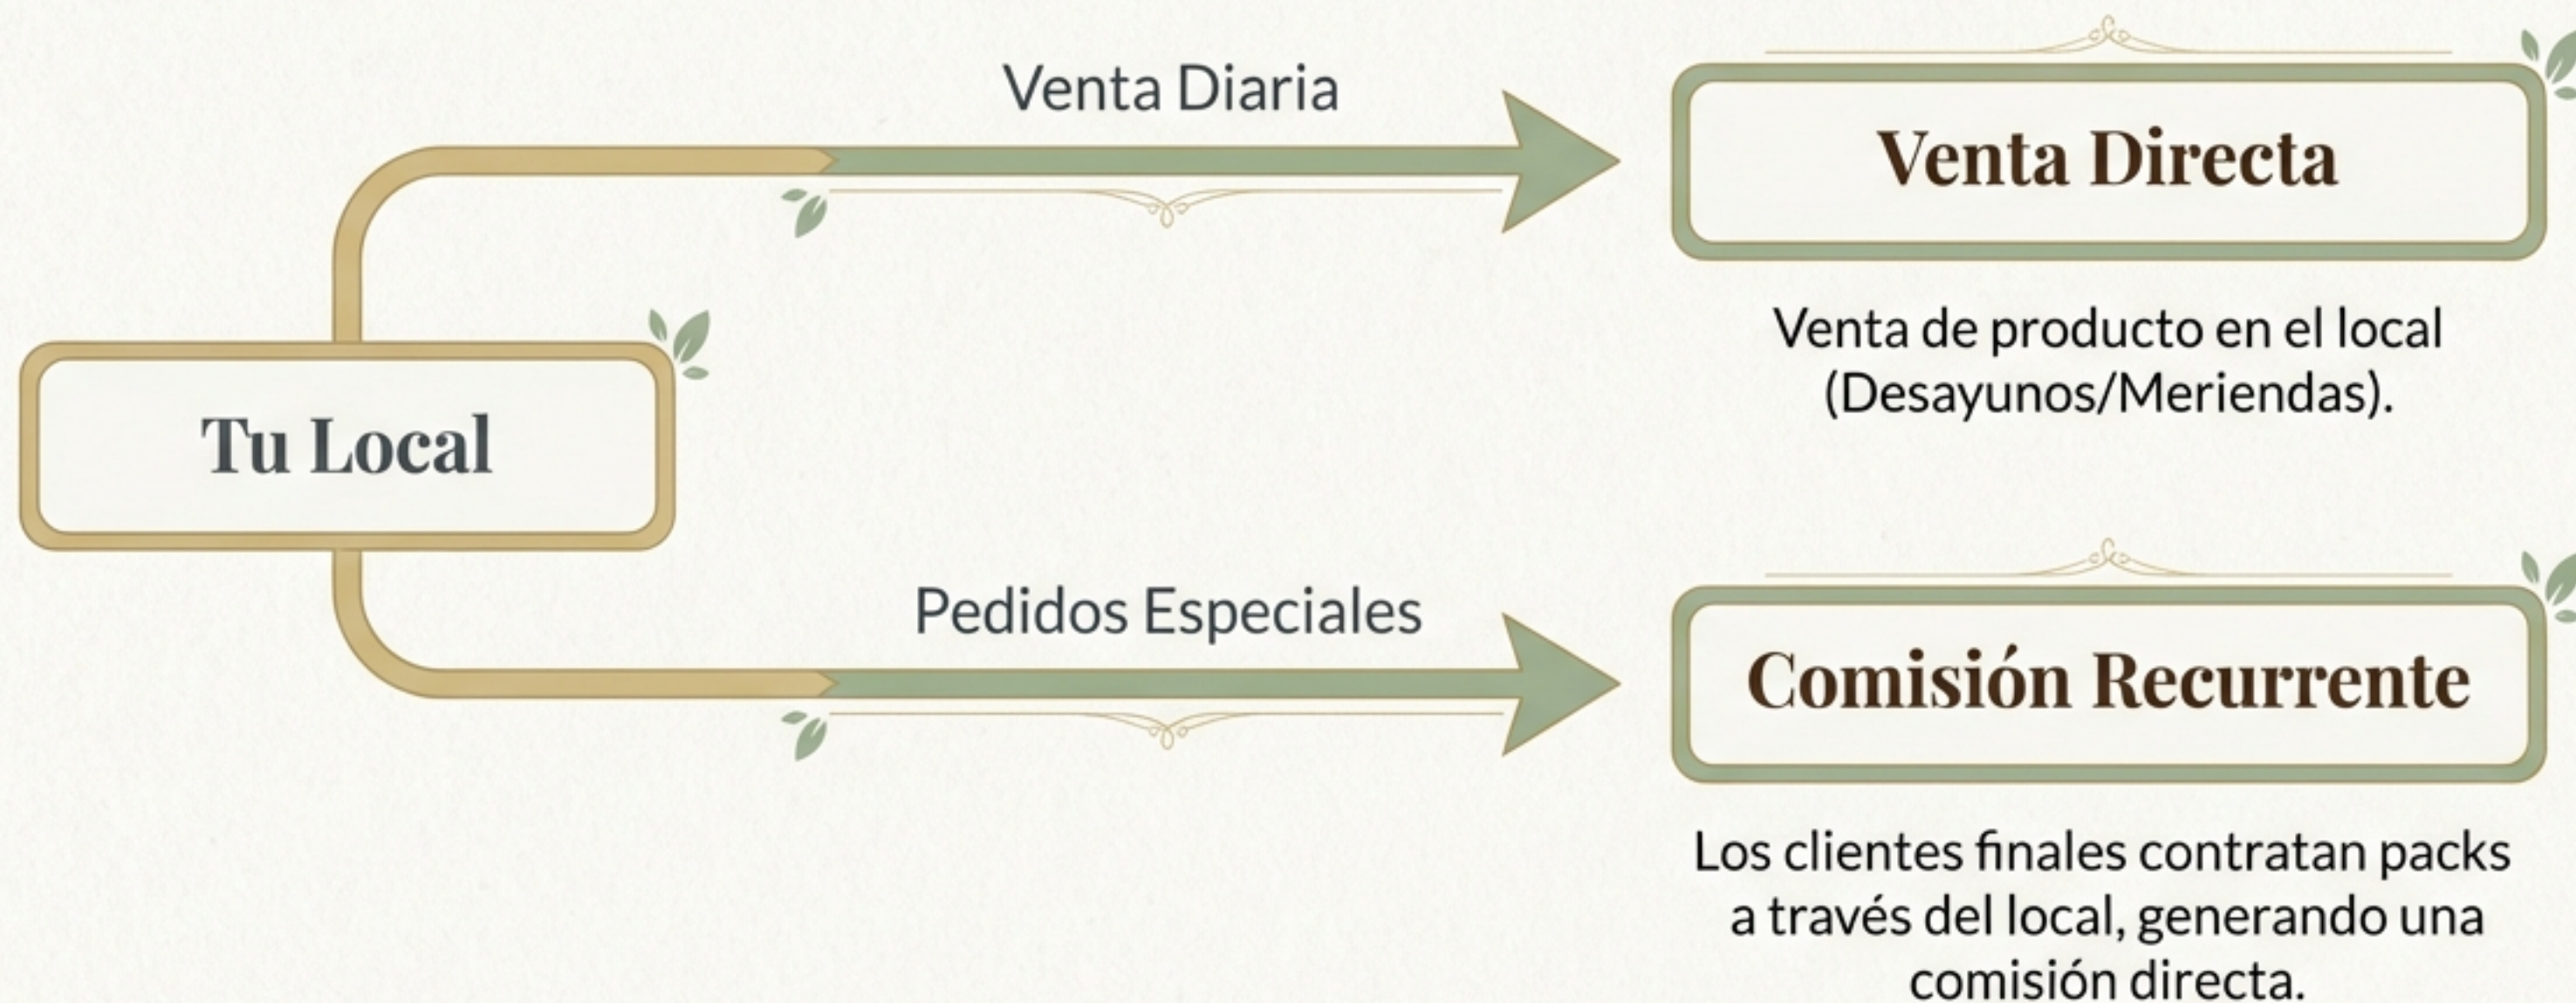 Venta Diaria
Venta Directa
Venta de producto en el local
(Desayunos/Meriendas).
Tu Local
Pedidos Especiales
Comisión Recurrente
Los clientes finales contratan packs
a través del local, generando una
comisión directa.